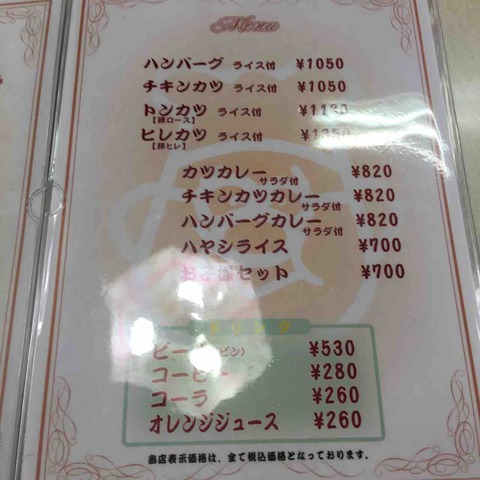 Menu
ハンバーグ ライス付 ¥1050
チキンカツ ライス付 ¥1050
トンカツ ライス付
【豚ロース】
ヒレカツ ライス付
【豚ヒレ】
カツカレー サラダ付 ¥820
チキンカツカレー サラダ付 ¥820
ハンバーグカレー サラダ付 ¥820
ハヤシライス ¥700
セット ¥700
ドリンク
¥530
コーヒー ¥280
コーラ ¥260
オレンジジュース ¥260
当店表示価格は、全て税込価格となっております。